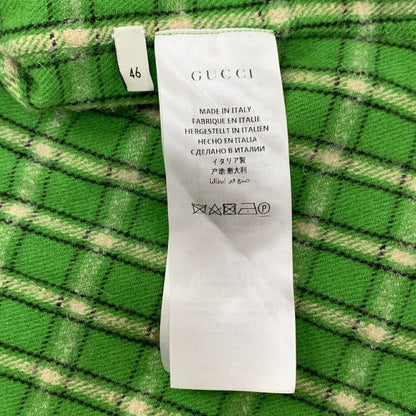 46
GUCCI
MADE IN ITALY
FABRIQUE EN ITALIE
HERGESTELLT IN ITALIEN
HECHO EN ITALIA
СДЕЛАНО В ИТАЛИИ
イタリア製
产地 意大利
صنع في إيطاليا
P